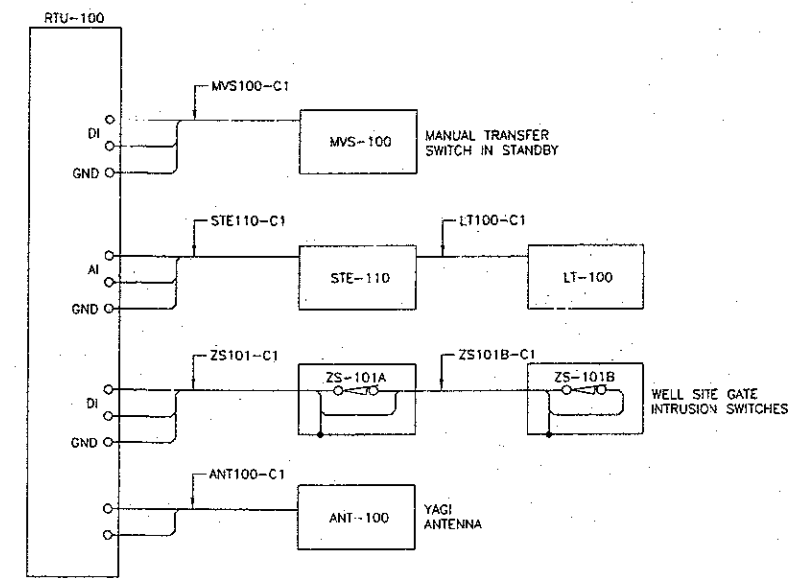 RTU-100
MVS100-C1
DI
GND
MVS-100
MANUAL TRANSFER
SWITCH IN STANDBY
STE110-C1
LT100-C1
AI
GND
STE-110
LT-100
ZS101-C1
ZS101B-C1
ZS-101A
ZS-101B
DI
GND
WELL SITE GATE
INTRUSION SWITCHES
ANT100-C1
ANT-100
YAGI
ANTENNA